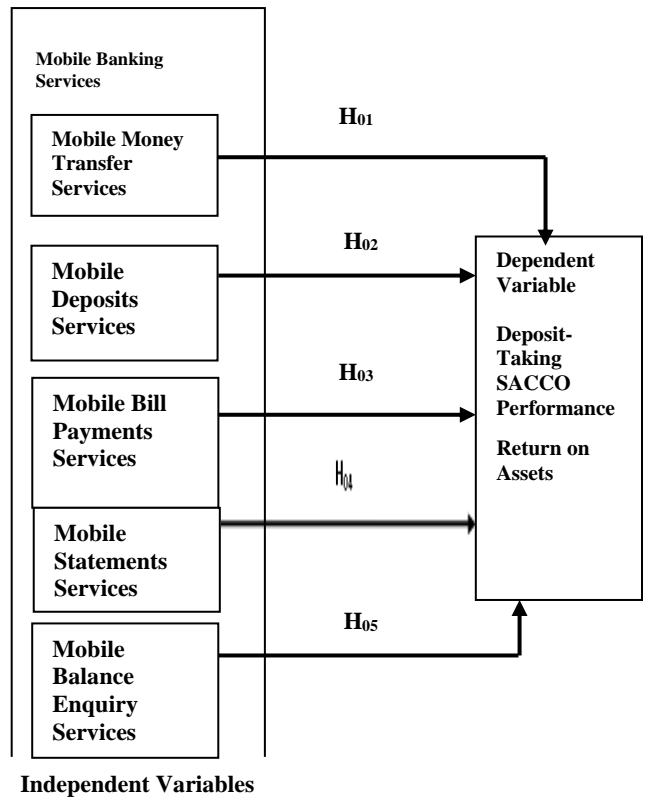 Mobile Banking
Services
Mobile Money
Transfer
Services
H01
Mobile
Deposits
Services
H02
Mobile Bill
Payments
Services
H03
Mobile
Statements
Services
H04
Mobile
Balance
Enquiry
Services
H05
Dependent
Variable
Deposit-
Taking
SACCO
Performance
Return on
Assets
Independent Variables